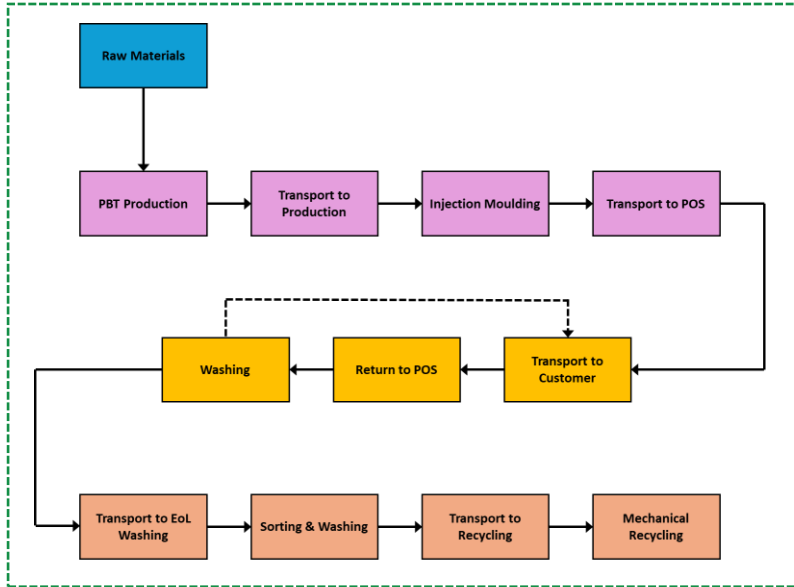 Raw Materials
PBT Production
Transport to
Production
Injection Moulding
Transport to POS
Washing
Return to POS
Transport to
Customer
Transport to EoL
Washing
Sorting & Washing
Transport to
Recycling
Mechanical
Recycling